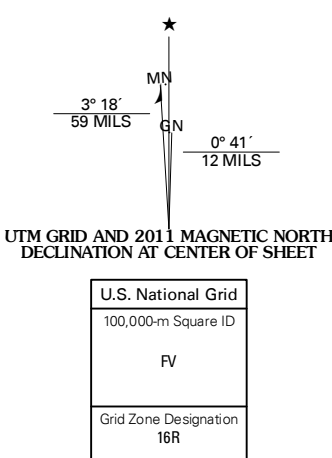 ★
MN
3° 18´
59 MILS
GN
0° 41´
12 MILS
UTM GRID AND 2011 MAGNETIC NORTH
DECLINATION AT CENTER OF SHEET
U.S. National Grid
100,000-m Square ID
FV
Grid Zone Designation
16R